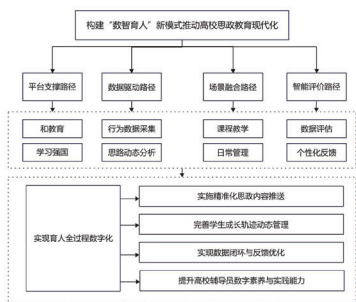 构建“数智育人”新模式推动高校思政教育现代化
平台支撑路径
数据驱动路径
场景融合路径
智能评价路径
和教育
行为数据采集
课程教学
数据评估
学习强国
思路动态分析
日常管理
个性化反馈
实现育人全过程数字化
实施精准化思政内容推送
完善学生成长轨迹动态管理
实现数据闭环与反馈优化
提升高校辅导员数字素养与实践能力